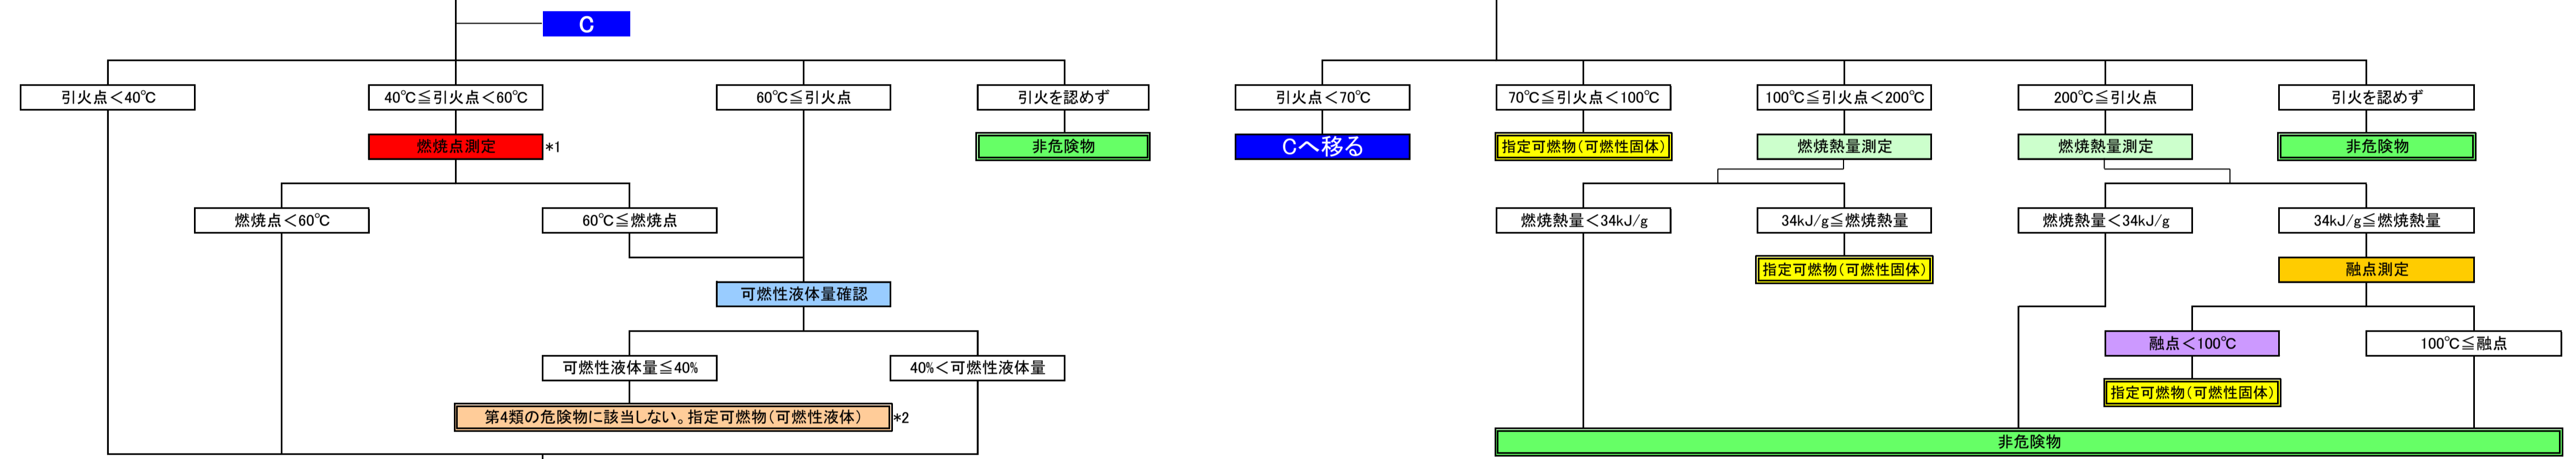 C
引火点＜40℃
40℃≦引火点＜60℃
60℃≦引火点
引火を認めず
燃焼点測定
*1
非危険物
燃焼点＜60℃
60℃≦燃焼点
可燃性液体量確認
可燃性液体量≦40%
40%＜可燃性液体量
第4類の危険物に該当しない。指定可燃物（可燃性液体）
*2
引火点＜70℃
70℃≦引火点＜100℃
100℃≦引火点＜200℃
200℃≦引火点
引火を認めず
Cへ移る
指定可燃物（可燃性固体）
燃焼熱量測定
燃焼熱量測定
非危険物
燃焼熱量＜34kJ/g
34kJ/g≦燃焼熱量
燃焼熱量＜34kJ/g
34kJ/g≦燃焼熱量
指定可燃物（可燃性固体）
融点測定
融点＜100℃
100℃≦融点
指定可燃物（可燃性固体）
非危険物